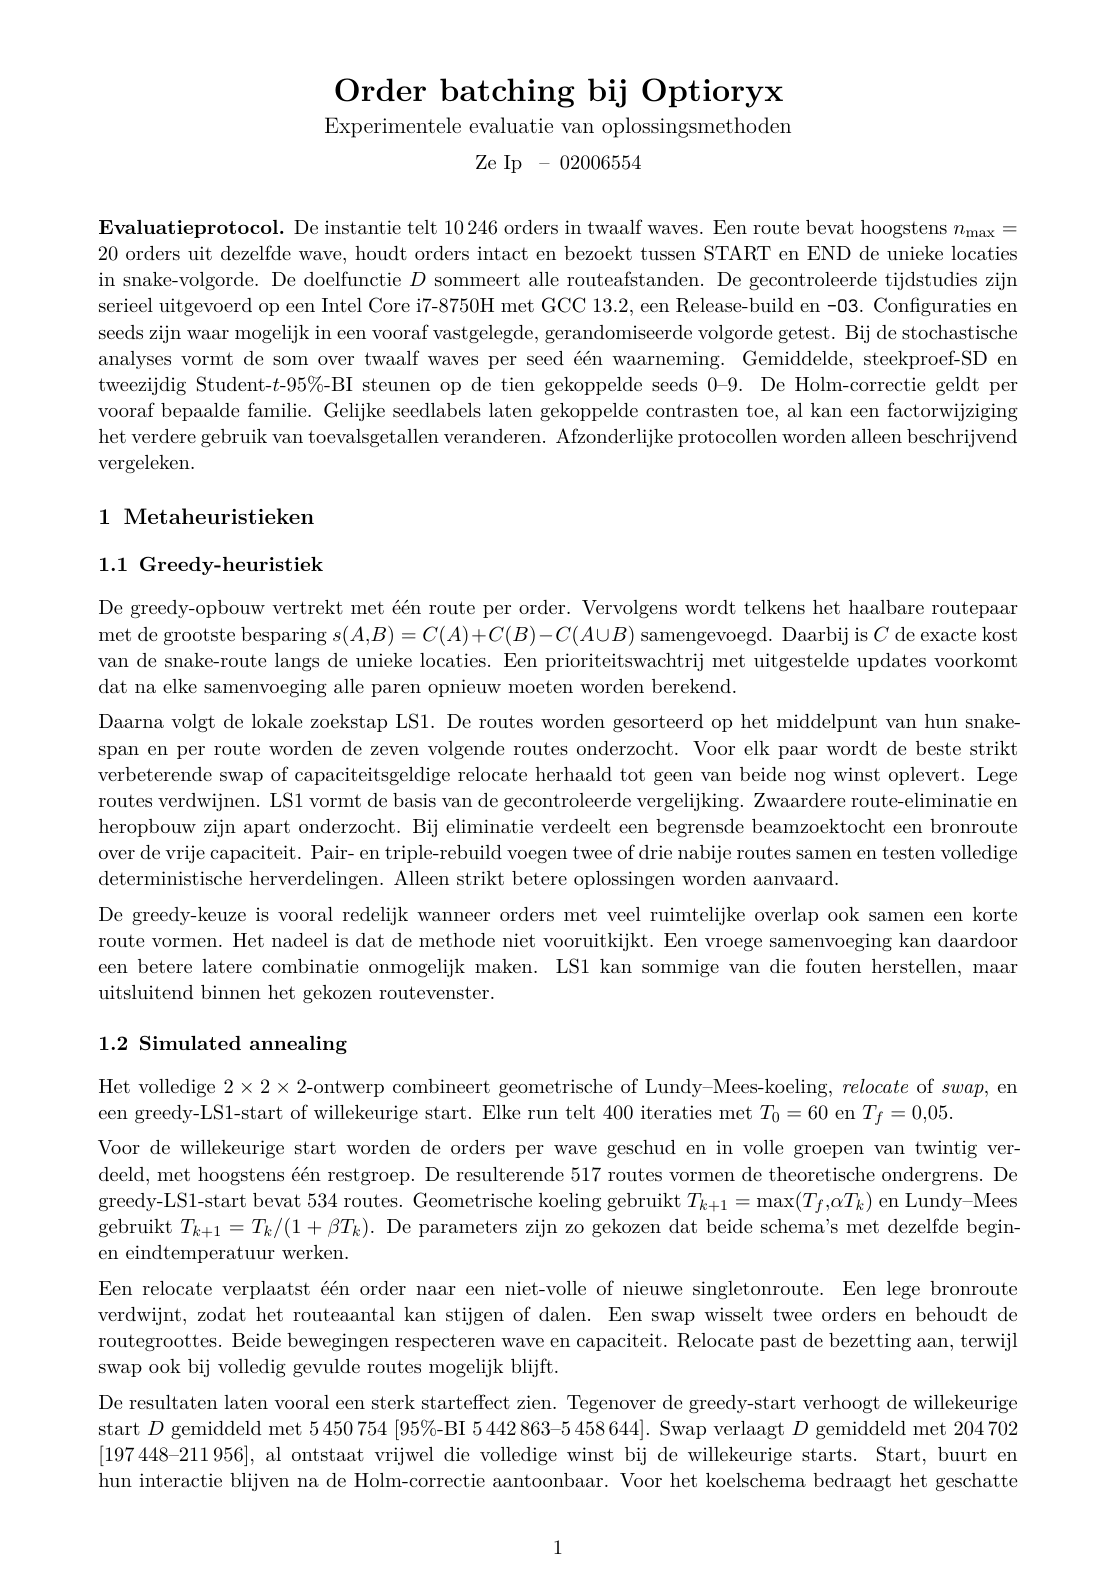 Order batching bij Optioryx
Experimentele evaluatie van oplossingsmethoden
Ze Ip – 02006554
Evaluatieprotocol. De instantie telt 10 246 orders in twaalf waves. Een route bevat hoogstens n_max =
20 orders uit dezelfde wave, houdt orders intact en bezoekt tussen START en END de unieke locaties
in snake-volgorde. De doelfunctie D sommeert alle routeafstanden. De gecontroleerde tijdstudies zijn
serieel uitgevoerd op een Intel Core i7-8750H met GCC 13.2, een Release-build en -O3. Configuraties en
seeds zijn waar mogelijk in een vooraf vastgelegde, gerandomiseerde volgorde getest. Bij de stochastische
analyses vormt de som over twaalf waves per seed één waarneming. Gemiddelde, steekproef-SD en
tweezijdig Student-t-95%-BI steunen op de tien gekoppelde seeds 0–9. De Holm-correctie geldt per
vooraf bepaalde familie. Gelijke seedlabels laten gekoppelde contrasten toe, al kan een factorwijziging
het verdere gebruik van toevalsgetallen veranderen. Afzonderlijke protocollen worden alleen beschrijvend
vergeleken.
1 Metaheuristieken
1.1 Greedy-heuristiek
De greedy-opbouw vertrekt met één route per order. Vervolgens wordt telkens het haalbare routepaar
met de grootste besparing s(A,B) = C(A)+C(B)−C(A∪B) samengevoegd. Daarbij is C de exacte kost
van de snake-route langs de unieke locaties. Een prioriteitswachtrij met uitgestelde updates voorkomt
dat na elke samenvoeging alle paren opnieuw moeten worden berekend.
Daarna volgt de lokale zoekstap LS1. De routes worden gesorteerd op het middelpunt van hun snake-
span en per route worden de zeven volgende routes onderzocht. Voor elk paar wordt de beste strikt
verbeterende swap of capaciteitsgeldige relocate herhaald tot geen van beide nog winst oplevert. Lege
routes verdwijnen. LS1 vormt de basis van de gecontroleerde vergelijking. Zwaardere route-eliminatie en
heropbouw zijn apart onderzocht. Bij eliminatie verdeelt een begrensde beamzoektocht een bronroute
over de vrije capaciteit. Pair- en triple-rebuild voegen twee of drie nabije routes samen en testen volledige
deterministische herverdelingen. Alleen strikt betere oplossingen worden aanvaard.
De greedy-keuze is vooral redelijk wanneer orders met veel ruimtelijke overlap ook samen een korte
route vormen. Het nadeel is dat de methode niet vooruitkijkt. Een vroege samenvoeging kan daardoor
een betere latere combinatie onmogelijk maken. LS1 kan sommige van die fouten herstellen, maar
uitsluitend binnen het gekozen routevenster.
1.2 Simulated annealing
Het volledige 2 × 2 × 2-ontwerp combineert geometrische of Lundy–Mees-koeling, relocate of swap, en
een greedy-LS1-start of willekeurige start. Elke run telt 400 iteraties met T_0 = 60 en T_f = 0,05.
Voor de willekeurige start worden de orders per wave geschud en in volle groepen van twintig ver-
deeld, met hoogstens één restgroep. De resulterende 517 routes vormen de theoretische ondergrens. De
greedy-LS1-start bevat 534 routes. Geometrische koeling gebruikt T_{k+1} = max(T_f,αT_k) en Lundy–Mees
gebruikt T_{k+1} = T_k/(1 + βT_k). De parameters zijn zo gekozen dat beide schema's met dezelfde begin-
en eindtemperatuur werken.
Een relocate verplaatst één order naar een niet-volle of nieuwe singletonroute. Een lege bronroute
verdwijnt, zodat het routeaantal kan stijgen of dalen. Een swap wisselt twee orders en behoudt de
routegroottes. Beide bewegingen respecteren wave en capaciteit. Relocate past de bezetting aan, terwijl
swap ook bij volledig gevulde routes mogelijk blijft.
De resultaten laten vooral een sterk starteffect zien. Tegenover de greedy-start verhoogt de willekeurige
start D gemiddeld met 5 450 754 [95%-BI 5 442 863–5 458 644]. Swap verlaagt D gemiddeld met 204 702
[197 448–211 956], al ontstaat vrijwel die volledige winst bij de willekeurige starts. Start, buurt en
hun interactie blijven na de Holm-correctie aantoonbaar. Voor het koelschema bedraagt het geschatte
1